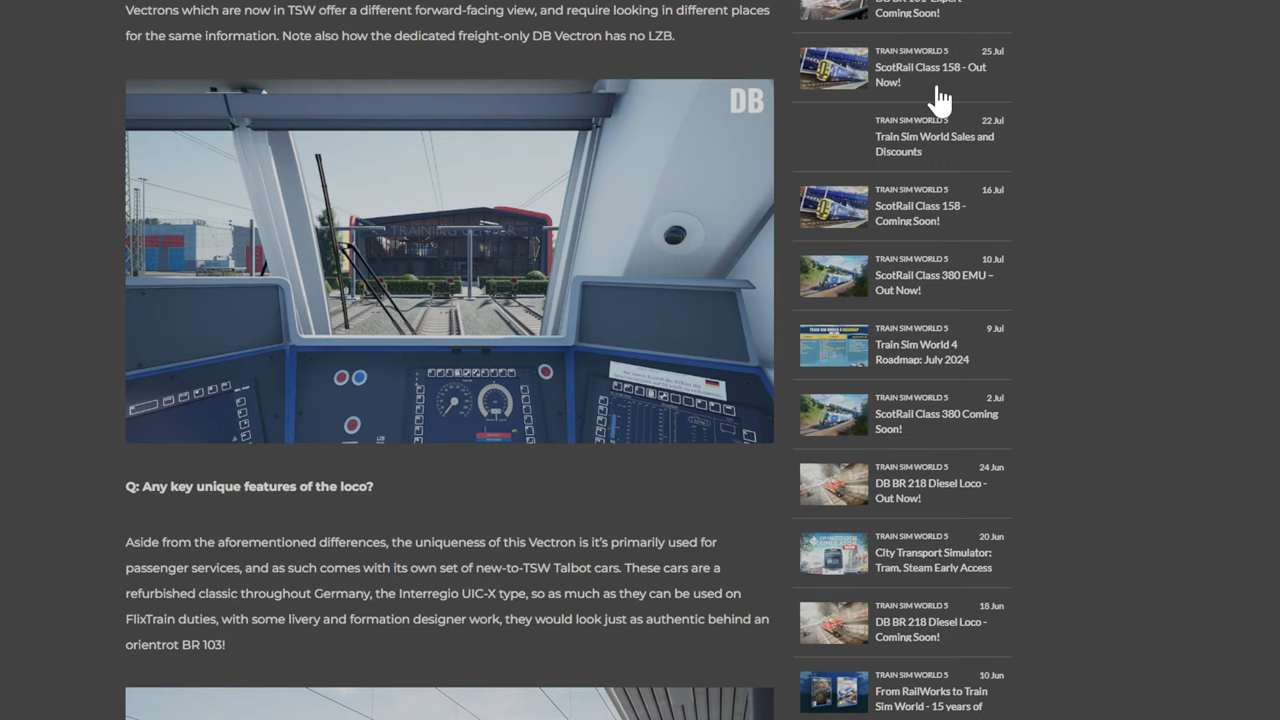 Vectrons which are now in TSW offer a different forward-facing view, and require looking in different places
for the same information. Note also how the dedicated freight-only DB Vectron has no LZB.
DB
TRAINING CENTER
Q: Any key unique features of the loco?
Aside from the aforementioned differences, the uniqueness of this Vectron is it's primarily used for
passenger services, and as such comes with its own set of new-to-TSW Talbot cars. These cars are a
refurbished classic throughout Germany, the Interregio UIC-X type, so as much as they can be used on
FlixTrain duties, with some livery and formation designer work, they would look just as authentic behind an
orientrot BR 103!
Coming Soon!
TRAIN SIM WORLD 5 25 Jul
ScotRail Class 158 - Out
Now!
TRAIN SIM WORLD 5 22 Jul
Train Sim World Sales and
Discounts
TRAIN SIM WORLD 5 16 Jul
ScotRail Class 158 -
Coming Soon!
TRAIN SIM WORLD 5 10 Jul
ScotRail Class 380 EMU –
Out Now!
TRAIN SIM WORLD 5 9 Jul
Train Sim World 4
Roadmap: July 2024
TRAIN SIM WORLD 5 2 Jul
ScotRail Class 380 Coming
Soon!
TRAIN SIM WORLD 5 24 Jun
DB BR 218 Diesel Loco -
Out Now!
TRAIN SIM WORLD 5 20 Jun
City Transport Simulator:
Tram, Steam Early Access
TRAIN SIM WORLD 5 18 Jun
DB BR 218 Diesel Loco -
Coming Soon!
TRAIN SIM WORLD 5 10 Jun
From RailWorks to Train
Sim World - 15 years of